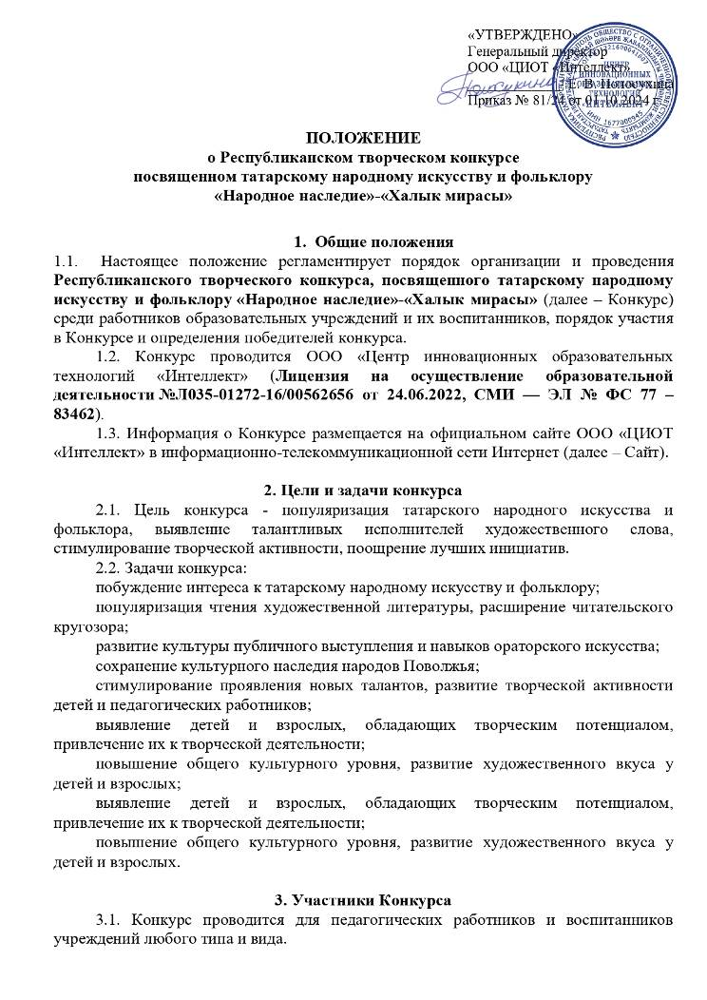 «УТВЕРЖДЕНО»
Генеральный директор
ООО «ЦИОТ «Интеллект»
Е. В. Потосукина
Приказ № 81/24 от 01.10.2024 г
ЦЕНТР
ИННОВАЦИОННЫХ
ОБРАЗОВАТЕЛЬНЫХ
ТЕХНОЛОГИЙ
«ИНТЕЛЛЕКТ»
ПОЛОЖЕНИЕ
о Республиканском творческом конкурсе
посвященном татарскому народному искусству и фольклору
«Народное наследие»-«Халык мирасы»
1. Общие положения
1.1. Настоящее положение регламентирует порядок организации и проведения
Республиканского творческого конкурса, посвященного татарскому народному
искусству и фольклору «Народное наследие»-«Халык мирасы» (далее – Конкурс)
среди работников образовательных учреждений и их воспитанников, порядок участия
в Конкурсе и определения победителей конкурса.
1.2. Конкурс проводится ООО «Центр инновационных образовательных
технологий «Интеллект» (Лицензия на осуществление образовательной
деятельности №Л035-01272-16/00562656 от 24.06.2022, СМИ — ЭЛ № ФС 77 –
83462).
1.3. Информация о Конкурсе размещается на официальном сайте ООО «ЦИОТ
«Интеллект» в информационно-телекоммуникационной сети Интернет (далее – Сайт).
2. Цели и задачи конкурса
2.1. Цель конкурса - популяризация татарского народного искусства и
фольклора, выявление талантливых исполнителей художественного слова,
стимулирование творческой активности, поощрение лучших инициатив.
2.2. Задачи конкурса:
побуждение интереса к татарскому народному искусству и фольклору;
популяризация чтения художественной литературы, расширение читательского
кругозора;
развитие культуры публичного выступления и навыков ораторского искусства;
сохранение культурного наследия народов Поволжья;
стимулирование проявления новых талантов, развитие творческой активности
детей и педагогических работников;
выявление детей и взрослых, обладающих творческим потенциалом,
привлечение их к творческой деятельности;
повышение общего культурного уровня, развитие художественного вкуса у
детей и взрослых;
выявление детей и взрослых, обладающих творческим потенциалом,
привлечение их к творческой деятельности;
повышение общего культурного уровня, развитие художественного вкуса у
детей и взрослых.
3. Участники Конкурса
3.1. Конкурс проводится для педагогических работников и воспитанников
учреждений любого типа и вида.